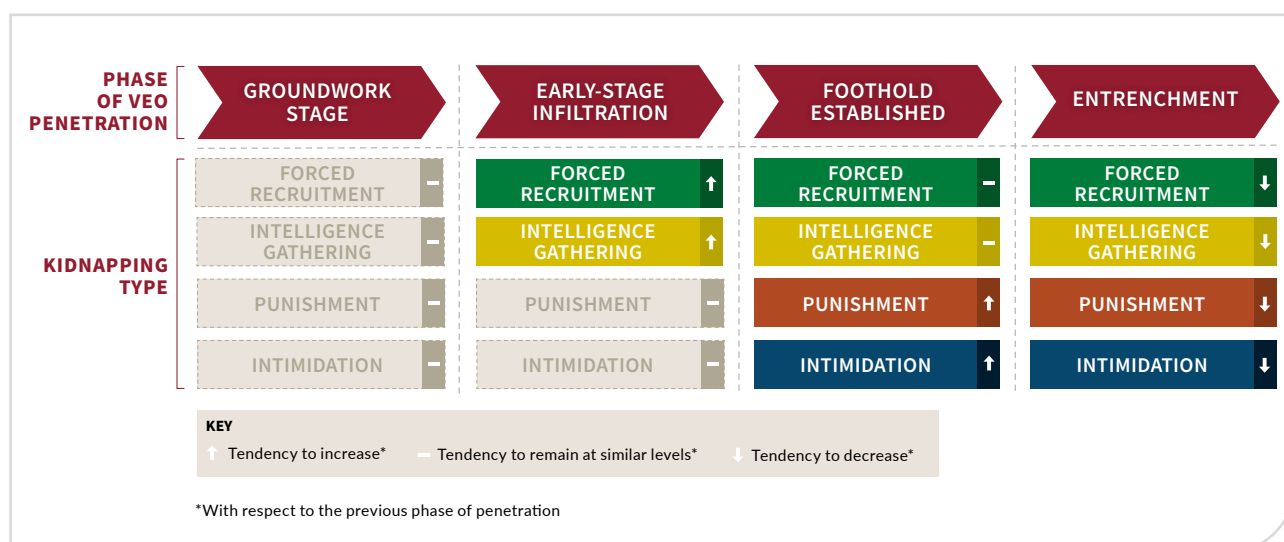 PHASE
OF VEO
PENETRATION
GROUNDWORK
STAGE
EARLY-STAGE
INFILTRATION
FOOTHOLD
ESTABLISHED
ENTRENCHMENT
KIDNAPPING
TYPE
FORCED
RECRUITMENT
FORCED
RECRUITMENT
FORCED
RECRUITMENT
FORCED
RECRUITMENT
INTELLIGENCE
GATHERING
INTELLIGENCE
GATHERING
INTELLIGENCE
GATHERING
INTELLIGENCE
GATHERING
PUNISHMENT
PUNISHMENT
PUNISHMENT
PUNISHMENT
INTIMIDATION
INTIMIDATION
INTIMIDATION
INTIMIDATION
KEY
Tendency to increase*
Tendency to remain at similar levels*
Tendency to decrease*
*With respect to the previous phase of penetration